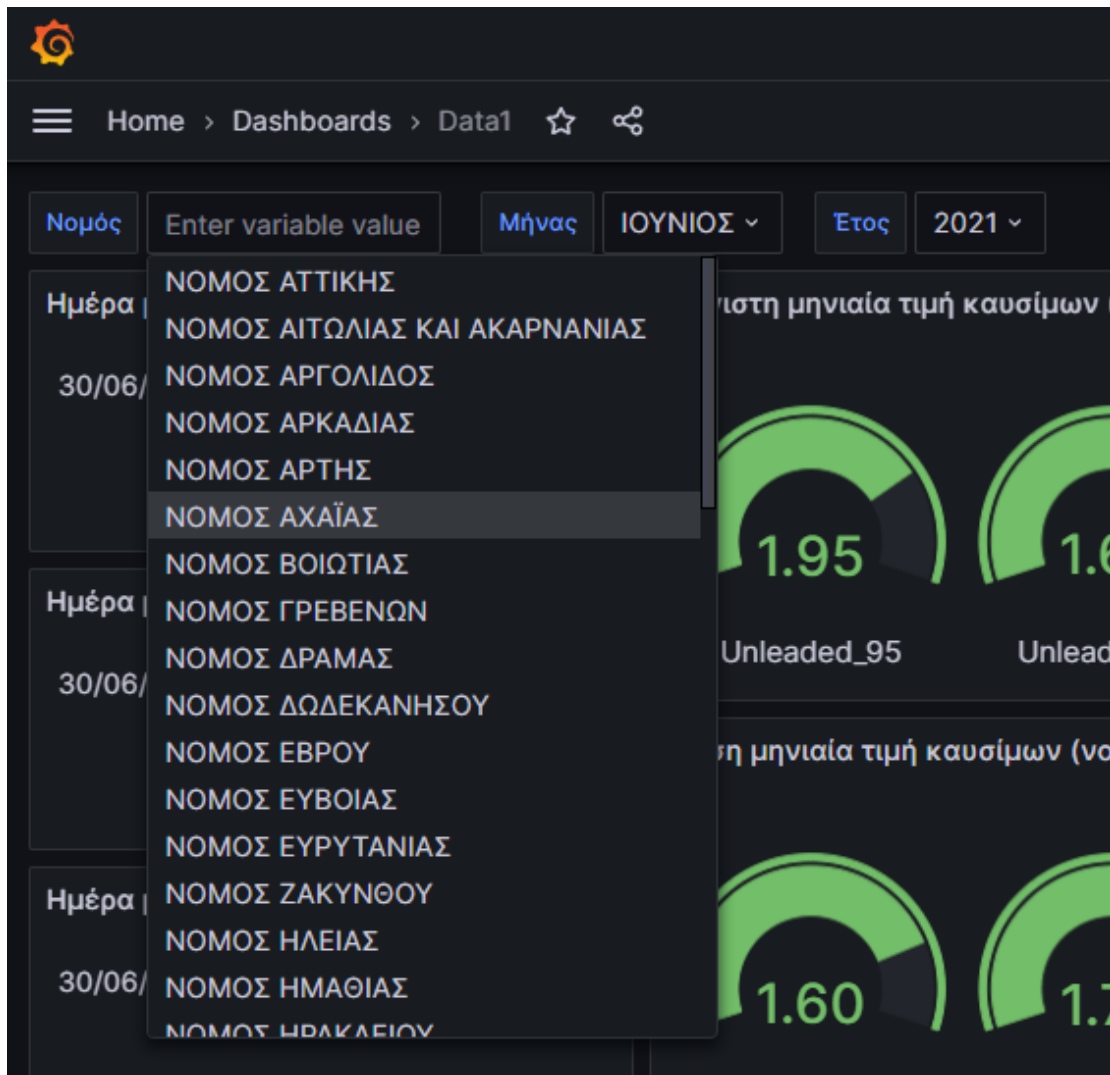 Home › Dashboards › Data1
Νομός Enter variable value Μήνας ΙΟΥΝΙΟΣ Έτος 2021
ΝΟΜΟΣ ΑΤΤΙΚΗΣ
ΝΟΜΟΣ ΑΙΤΩΛΙΑΣ ΚΑΙ ΑΚΑΡΝΑΝΙΑΣ
ΝΟΜΟΣ ΑΡΓΟΛΙΔΟΣ
ΝΟΜΟΣ ΑΡΚΑΔΙΑΣ
ΝΟΜΟΣ ΑΡΤΗΣ
ΝΟΜΟΣ ΑΧΑΪΑΣ
ΝΟΜΟΣ ΒΟΙΩΤΙΑΣ
ΝΟΜΟΣ ΓΡΕΒΕΝΩΝ
ΝΟΜΟΣ ΔΡΑΜΑΣ
ΝΟΜΟΣ ΔΩΔΕΚΑΝΗΣΟΥ
ΝΟΜΟΣ ΕΒΡΟΥ
ΝΟΜΟΣ ΕΥΒΟΙΑΣ
ΝΟΜΟΣ ΕΥΡΥΤΑΝΙΑΣ
ΝΟΜΟΣ ΖΑΚΥΝΘΟΥ
ΝΟΜΟΣ ΗΛΕΙΑΣ
ΝΟΜΟΣ ΗΜΑΘΙΑΣ
ΝΟΜΟΣ ΗΡΑΚΛΕΙΟΥ
Ημέρα
30/06/
Ημέρα
30/06/
Ημέρα
30/06/
μηνιαία τιμή καυσίμων
1.95
Unleaded_95
μηνιαία τιμή καυσίμων
1.60